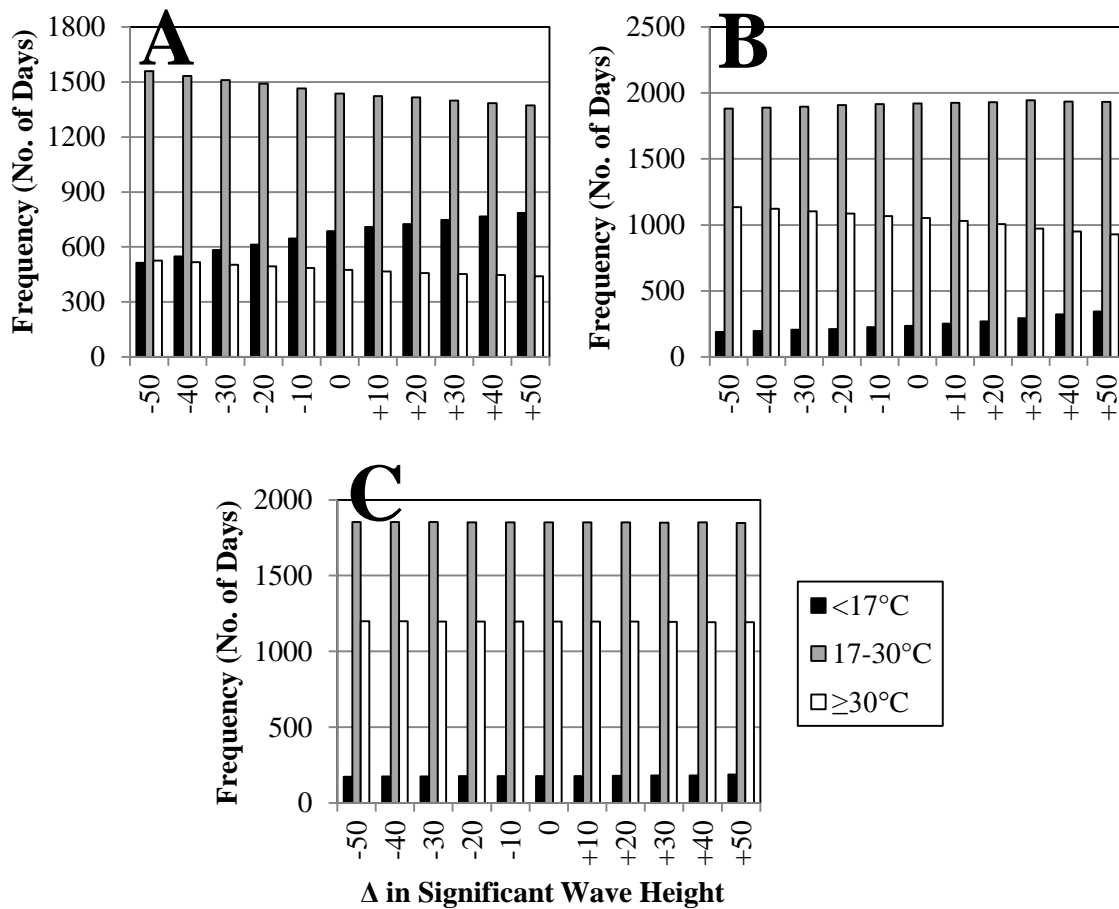 A
Frequency (No. of Days)
1800
1500
1200
900
600
300
0
-50 -40 -30 -20 -10 0 +10 +20 +30 +40 +50
B
Frequency (No. of Days)
2500
2000
1500
1000
500
0
-50 -40 -30 -20 -10 0 +10 +20 +30 +40 +50
C
Frequency (No. of Days)
2000
1500
1000
500
0
-50 -40 -30 -20 -10 0 +10 +20 +30 +40 +50
Δ in Significant Wave Height
<17°C
17-30°C
≥30°C